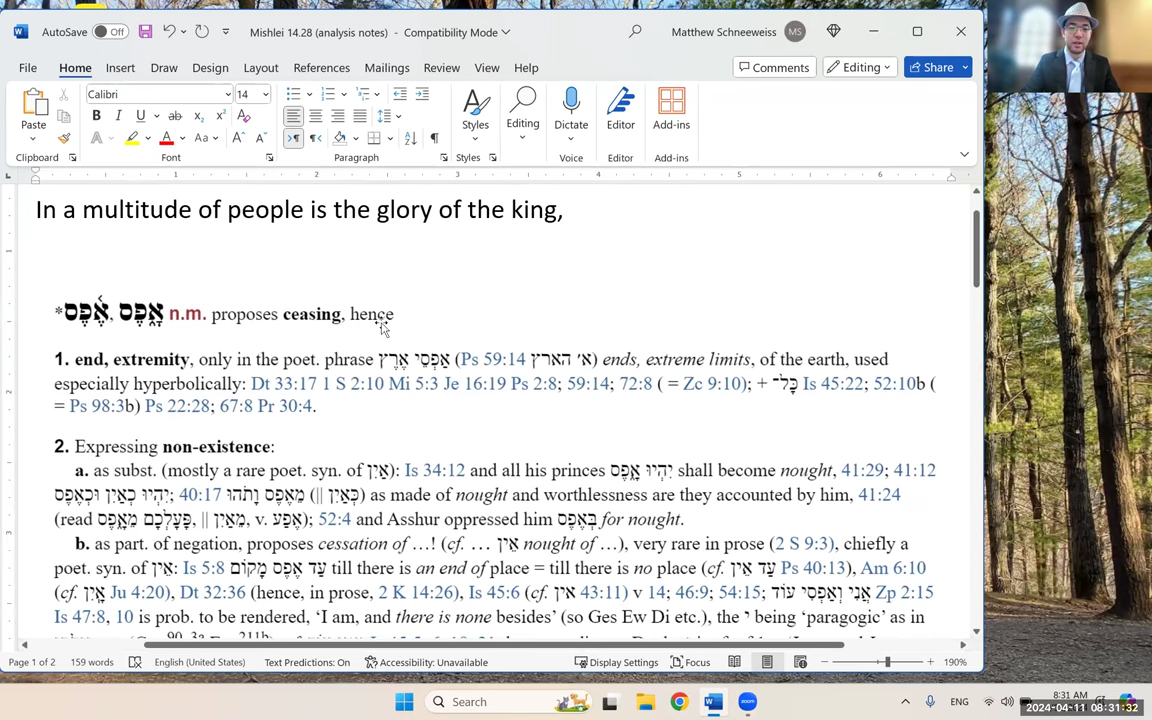 AutoSave Off Mishlei 14.28 (analysis notes) - Compatibility Mode Matthew Schneeweiss MS
File Home Insert Draw Design Layout References Mailings Review View Help Comments Editing Share
Calibri 14
Paste B I U ab x₂ x² A Styles Editing Dictate Editor Add-ins
A A Aa A A
Clipboard Font Paragraph Styles Voice Editor Add-ins
1 2 3 4 5 6
In a multitude of people is the glory of the king,
*אֶ֫פֶס, אָ֑פֶס n.m. proposes ceasing, hence
1. end, extremity, only in the poet. phrase אַפְסֵי אֶרֶץ (Ps 59:14 א׳ הארץ) ends, extreme limits, of the earth, used
especially hyperbolically: Dt 33:17 1 S 2:10 Mi 5:3 Je 16:19 Ps 2:8; 59:14; 72:8 ( = Zc 9:10); + כָּל־ Is 45:22; 52:10b (
= Ps 98:3b) Ps 22:28; 67:8 Pr 30:4.
2. Expressing non-existence:
a. as subst. (mostly a rare poet. syn. of אַיִן): Is 34:12 and all his princes יִהְיוּ אָ֑פֶס shall become nought, 41:29; 41:12
יִהְיוּ כְאַיִן וּכְאֶפֶס; 40:17 מֵאֶפֶס וָתֹהוּ (|| כְּאַיִן) as made of nought and worthlessness are they accounted by him, 41:24
(read פָּעָלְכֶם מֵאָ֑פֶס, || מֵאַיִן, v. אֶפַע); 52:4 and Asshur oppressed him בְּאֶפֶס for nought.
b. as part. of negation, proposes cessation of …! (cf. … אֵין nought of …), very rare in prose (2 S 9:3), chiefly a
poet. syn. of אֵין: Is 5:8 עַד אֶפֶס מָקוֹם till there is an end of place = till there is no place (cf. עַד אֵין Ps 40:13), Am 6:10
(cf. אָ֑יִן Ju 4:20), Dt 32:36 (hence, in prose, 2 K 14:26), Is 45:6 (cf. אין 43:11) v 14; 46:9; 54:15; אֲנִי וְאַפְסִי עוֹד Zp 2:15
Is 47:8, 10 is prob. to be rendered, ‘I am, and there is none besides’ (so Ges Ew Di etc.), the י being ‘paragogic’ as in
Page 1 of 2 159 words English (United States) Text Predictions: On Accessibility: Unavailable Display Settings Focus 190%
Search ENG 8:31 AM
2024-04-11 08:31:32